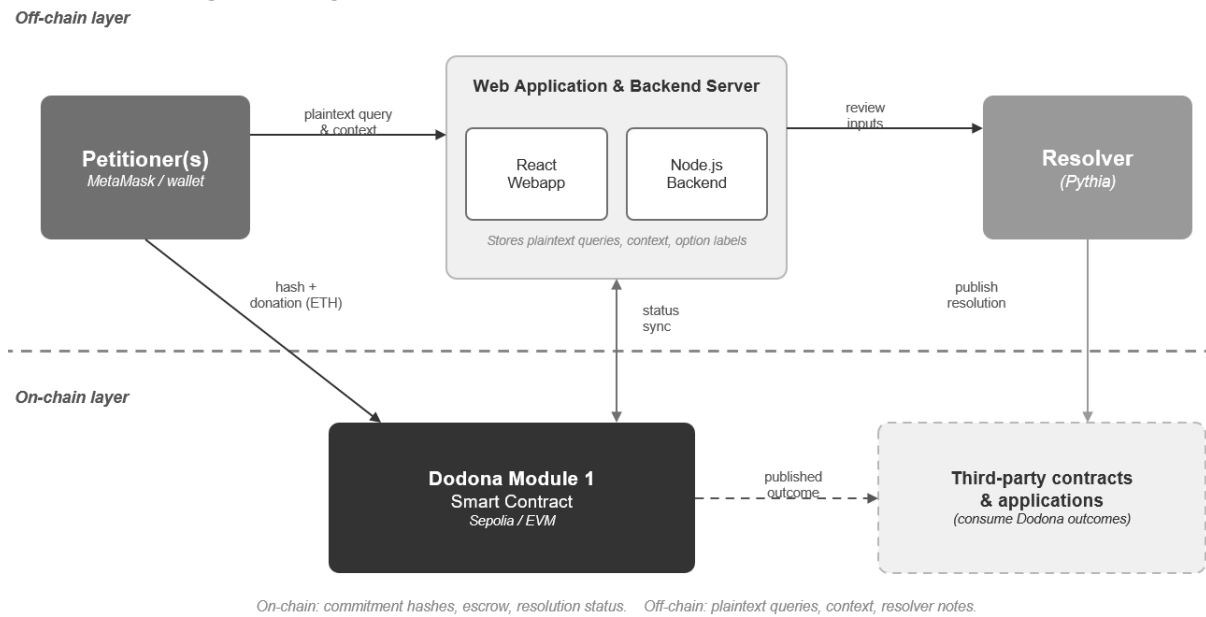 Off-chain layer
Web Application & Backend Server
plaintext query
& context
review
inputs
Petitioner(s)
MetaMask / wallet
React
Webapp
Node.js
Backend
Resolver
(Pythia)
Stores plaintext queries, context, option labels
hash +
donation (ETH)
status
sync
publish
resolution
On-chain layer
Dodona Module 1
Smart Contract
Sepolia / EVM
published
outcome
Third-party contracts
& applications
(consume Dodona outcomes)
On-chain: commitment hashes, escrow, resolution status. Off-chain: plaintext queries, context, resolver notes.